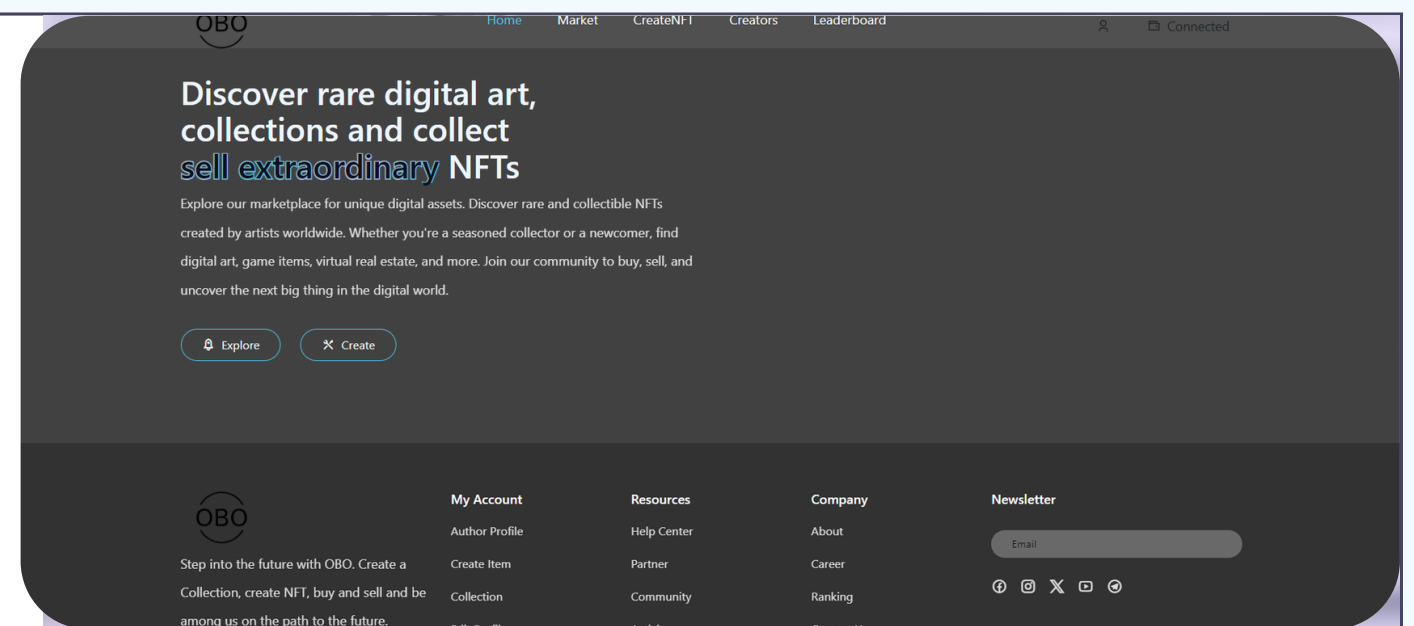 OBO
Home Market CreateNFT Creators Leaderboard
Connected
Discover rare digital art,
collections and collect
sell extraordinary NFTs
Explore our marketplace for unique digital assets. Discover rare and collectible NFTs
created by artists worldwide. Whether you're a seasoned collector or a newcomer, find
digital art, game items, virtual real estate, and more. Join our community to buy, sell, and
uncover the next big thing in the digital world.
Explore
Create
OBO
Step into the future with OBO. Create a
Collection, create NFT, buy and sell and be
among us on the path to the future.
My Account
Author Profile
Create Item
Collection
Resources
Help Center
Partner
Community
Company
About
Career
Ranking
Newsletter
Email